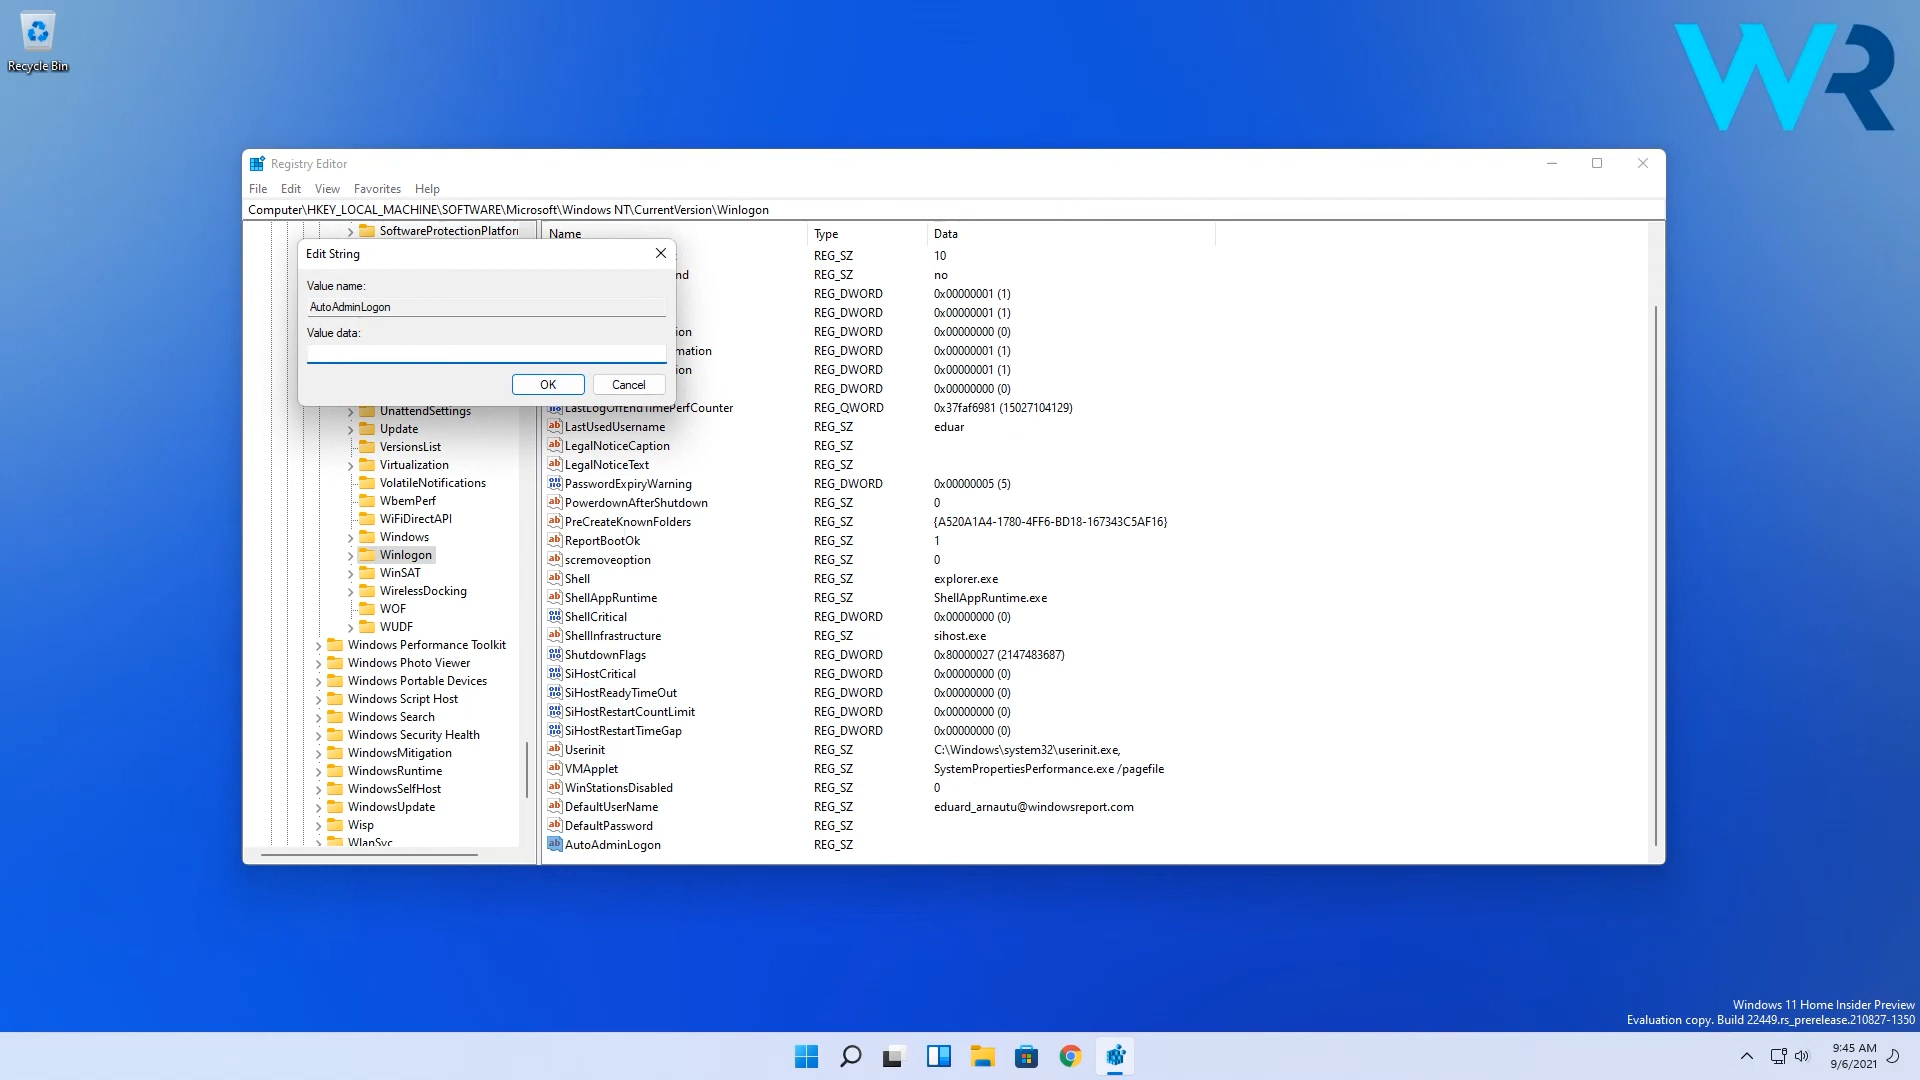 Recycle Bin
WR
Registry Editor
File Edit View Favorites Help
Computer\HKEY_LOCAL_MACHINE\SOFTWARE\Microsoft\Windows NT\CurrentVersion\Winlogon
SoftwareProtectionPlatfor
Edit String
Value name:
AutoAdminLogon
Value data:
OK Cancel
UnattendSettings
Update
VersionsList
Virtualization
VolatileNotifications
WbemPerf
WiFiDirectAPI
Windows
Winlogon
WinSAT
WirelessDocking
WOF
WUDF
Windows Performance Toolkit
Windows Photo Viewer
Windows Portable Devices
Windows Script Host
Windows Search
Windows Security Health
WindowsMitigation
WindowsRuntime
WindowsSelfHost
WindowsUpdate
Wisp
WlanSvc
Name Type Data
REG_SZ 10
nd REG_SZ no
REG_DWORD 0x00000001 (1)
REG_DWORD 0x00000001 (1)
ion REG_DWORD 0x00000000 (0)
mation REG_DWORD 0x00000001 (1)
ion REG_DWORD 0x00000001 (1)
REG_DWORD 0x00000000 (0)
LastLogOffEndTimePerfCounter REG_QWORD 0x37faf6981 (15027104129)
LastUsedUsername REG_SZ eduar
LegalNoticeCaption REG_SZ
LegalNoticeText REG_SZ
PasswordExpiryWarning REG_DWORD 0x00000005 (5)
PowerdownAfterShutdown REG_SZ 0
PreCreateKnownFolders REG_SZ {A520A1A4-1780-4FF6-BD18-167343C5AF16}
ReportBootOk REG_SZ 1
scremoveoption REG_SZ 0
Shell REG_SZ explorer.exe
ShellAppRuntime REG_SZ ShellAppRuntime.exe
ShellCritical REG_DWORD 0x00000000 (0)
ShellInfrastructure REG_SZ sihost.exe
ShutdownFlags REG_DWORD 0x80000027 (2147483687)
SiHostCritical REG_DWORD 0x00000000 (0)
SiHostReadyTimeOut REG_DWORD 0x00000000 (0)
SiHostRestartCountLimit REG_DWORD 0x00000000 (0)
SiHostRestartTimeGap REG_DWORD 0x00000000 (0)
Userinit REG_SZ C:\Windows\system32\userinit.exe,
VMApplet REG_SZ SystemPropertiesPerformance.exe /pagefile
WinStationsDisabled REG_SZ 0
DefaultUserName REG_SZ eduard_arnautu@windowsreport.com
DefaultPassword REG_SZ
AutoAdminLogon REG_SZ
Windows 11 Home Insider Preview
Evaluation copy. Build 22449.rs_prerelease.210827-1350
9:45 AM
9/6/2021